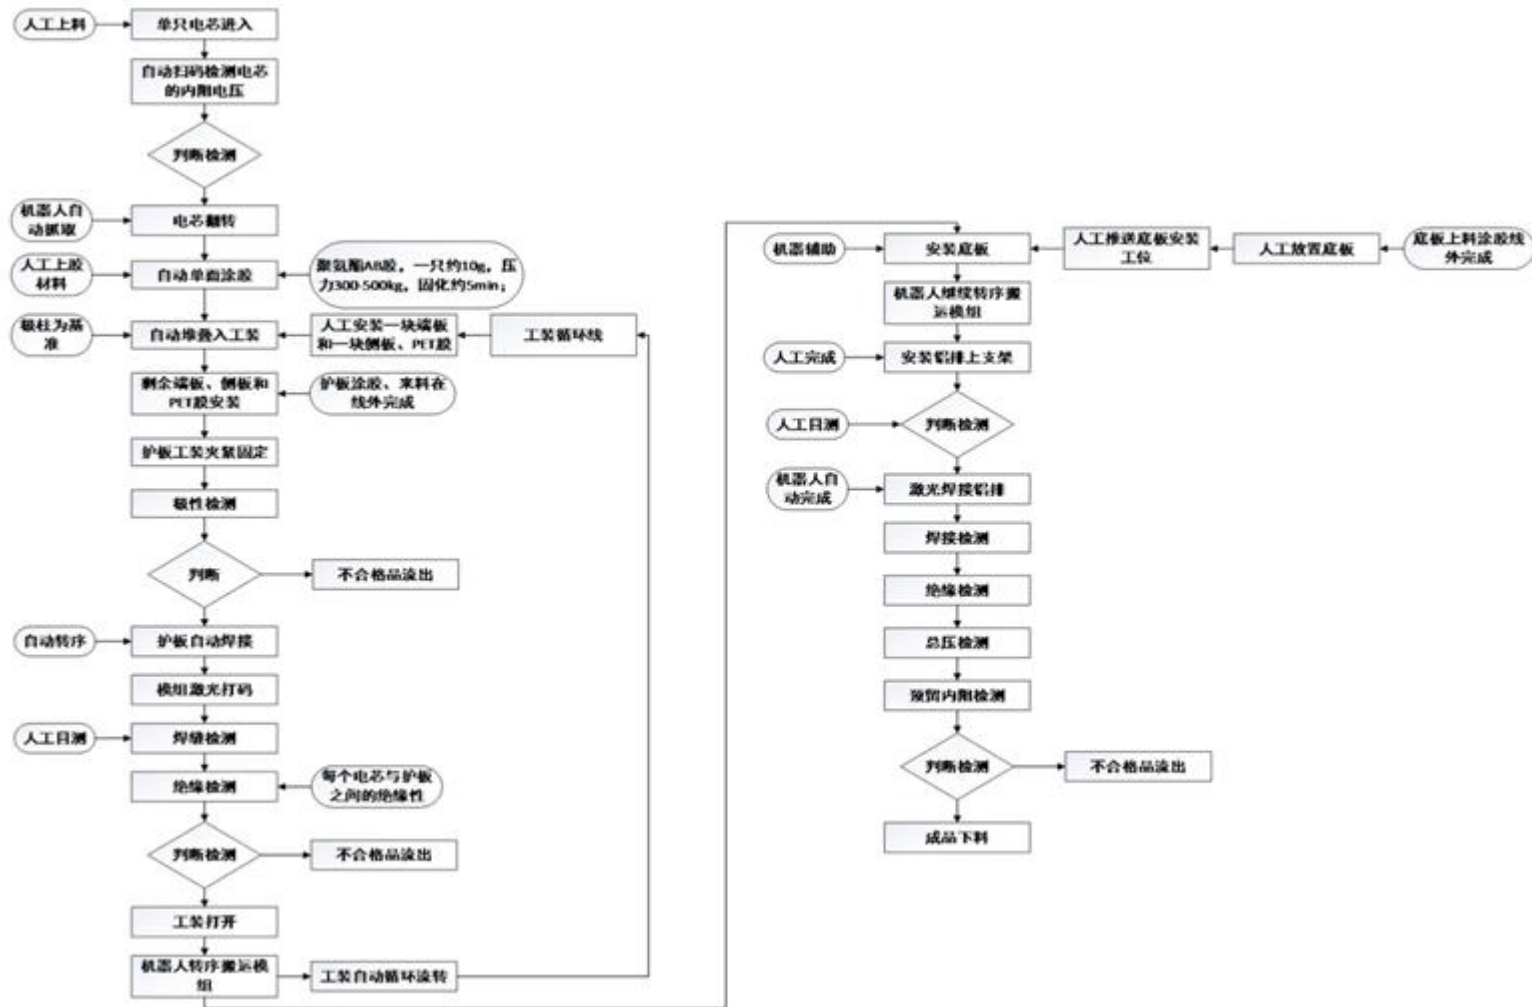 人工上料
单只电芯进入
自动扫码检测电芯
的内阻电压
判断检测
机器人自
动抓取
电芯翻转
人工上胶
材料
自动单面涂胶
聚氨酯AB胶，一只约10g，压
力300-500kg，固化约5min；
极柱为基
准
自动堆叠入工装
人工安装一块端板
和一块侧板、PET膜
工装循环线
剩余端板、侧板和
PET膜安装
护板涂胶、来料在
线外完成
护板工装夹紧固定
极性检测
判断
不合格品流出
自动转序
护板自动焊接
模组激光打码
人工目测
焊缝检测
绝缘检测
每个电芯与护板
之间的绝缘性
判断检测
不合格品流出
工装打开
机器人转序搬运模
组
工装自动循环流转
机器辅助
安装底板
人工推送底板安装
工位
人工放置底板
底板上料涂胶线
外完成
机器人继续转序搬
运模组
人工完成
安装铝排上支架
人工目测
判断检测
机器人自
动完成
激光焊接铝排
焊接检测
绝缘检测
总压检测
预留内阻检测
判断检测
不合格品流出
成品下料